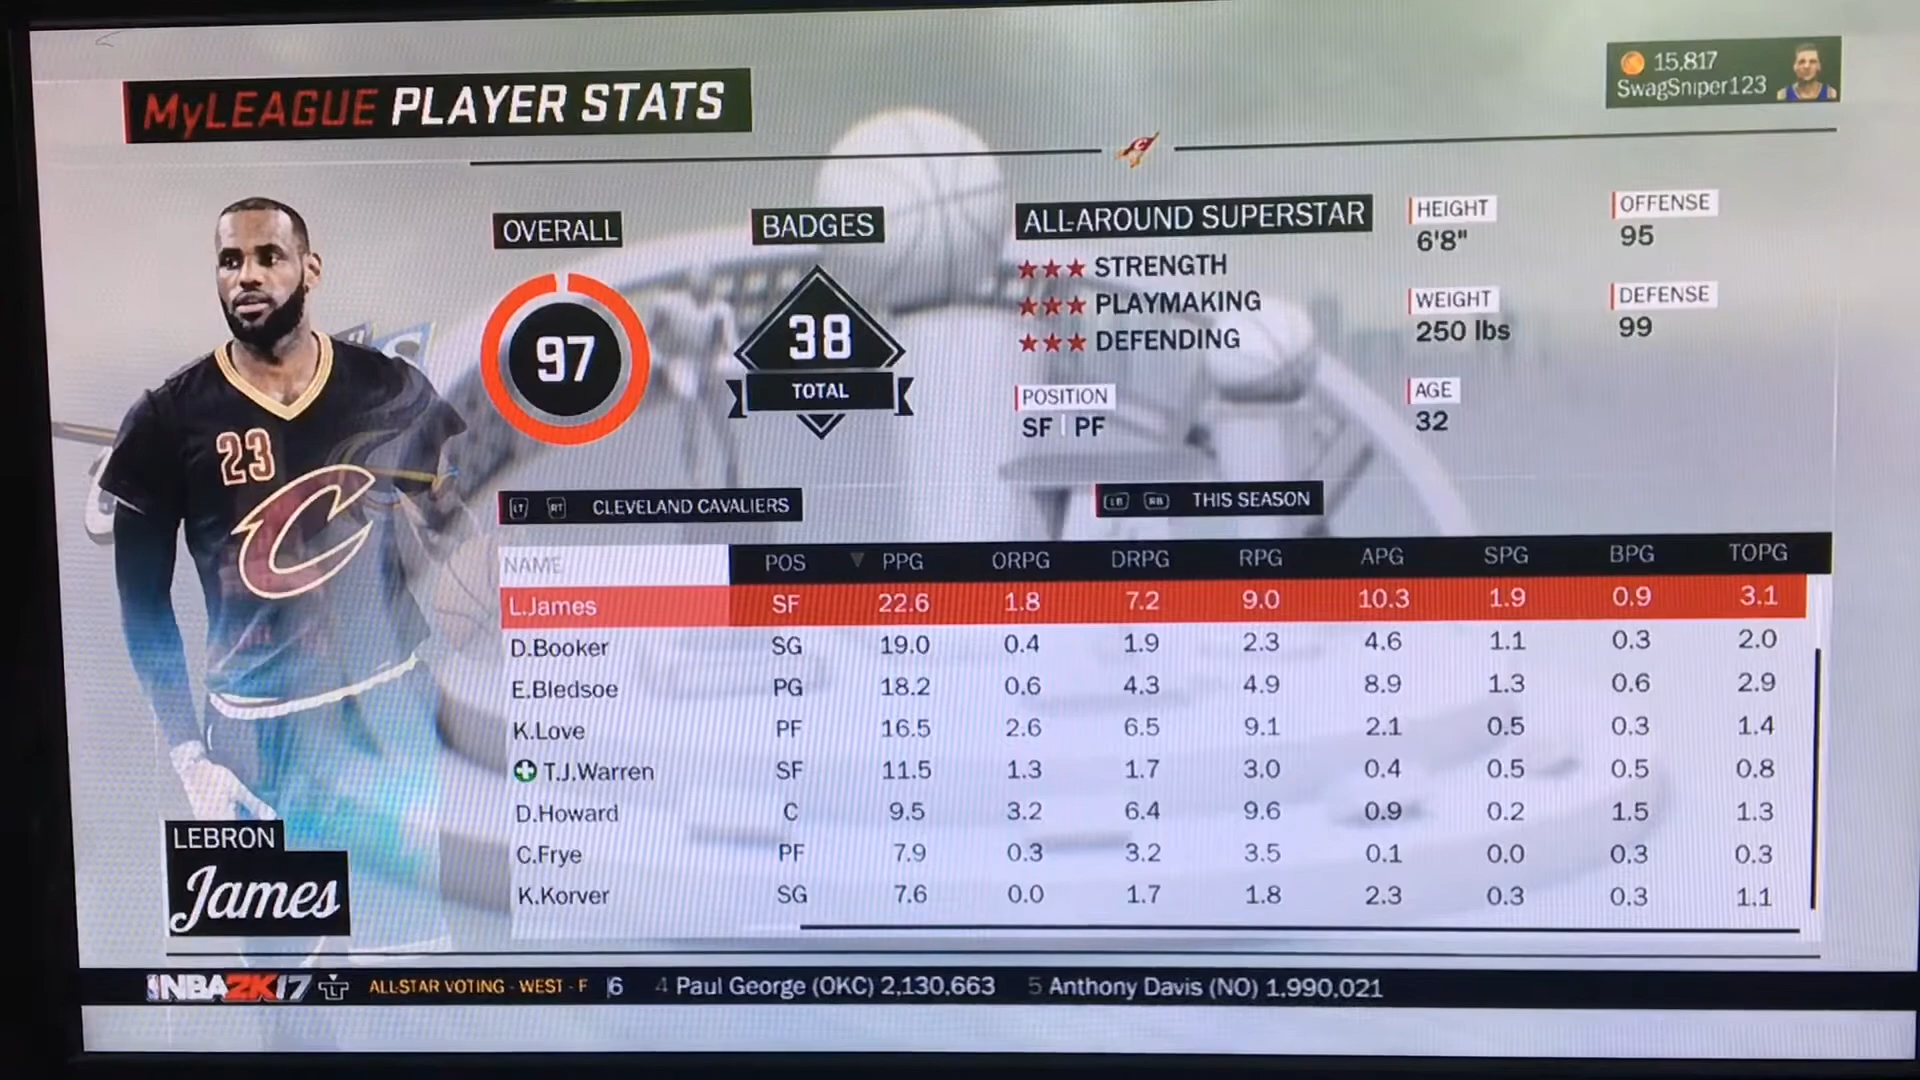 MyLEAGUE PLAYER STATS
15,817
SwagSniper123
OVERALL
97
BADGES
38
TOTAL
ALL-AROUND SUPERSTAR
★★★ STRENGTH
★★★ PLAYMAKING
★★★ DEFENDING
POSITION
SF | PF
HEIGHT
6'8"
WEIGHT
250 lbs
AGE
32
OFFENSE
95
DEFENSE
99
23
C
LT RT CLEVELAND CAVALIERS
LB RB THIS SEASON
NAME POS PPG ORPG DRPG RPG APG SPG BPG TOPG
L.James SF 22.6 1.8 7.2 9.0 10.3 1.9 0.9 3.1
D.Booker SG 19.0 0.4 1.9 2.3 4.6 1.1 0.3 2.0
E.Bledsoe PG 18.2 0.6 4.3 4.9 8.9 1.3 0.6 2.9
K.Love PF 16.5 2.6 6.5 9.1 2.1 0.5 0.3 1.4
T.J.Warren SF 11.5 1.3 1.7 3.0 0.4 0.5 0.5 0.8
D.Howard C 9.5 3.2 6.4 9.6 0.9 0.2 1.5 1.3
C.Frye PF 7.9 0.3 3.2 3.5 0.1 0.0 0.3 0.3
K.Korver SG 7.6 0.0 1.7 1.8 2.3 0.3 0.3 1.1
LEBRON
James
NBA2K17 ALL-STAR VOTING - WEST - F 6 4 Paul George (OKC) 2,130,663 5 Anthony Davis (NO) 1,990,021